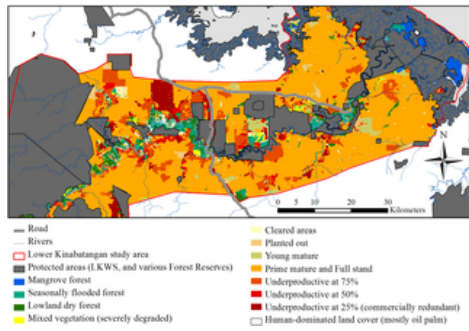 N
0 10 20 30
Kilometers
Road
Rivers
Lower Kinabatangan study area
Protected areas (LKWS, and various Forest Reserves)
Mangrove forest
Seasonally flooded forest
Lowland dry forest
Mixed vegetation (severely degraded)
Cleared areas
Planted out
Young mature
Prime mature and Full stand
Underproductive at 75%
Underproductive at 50%
Underproductive at 25% (commercially redundant)
Human-dominated land cover (mostly oil palm)